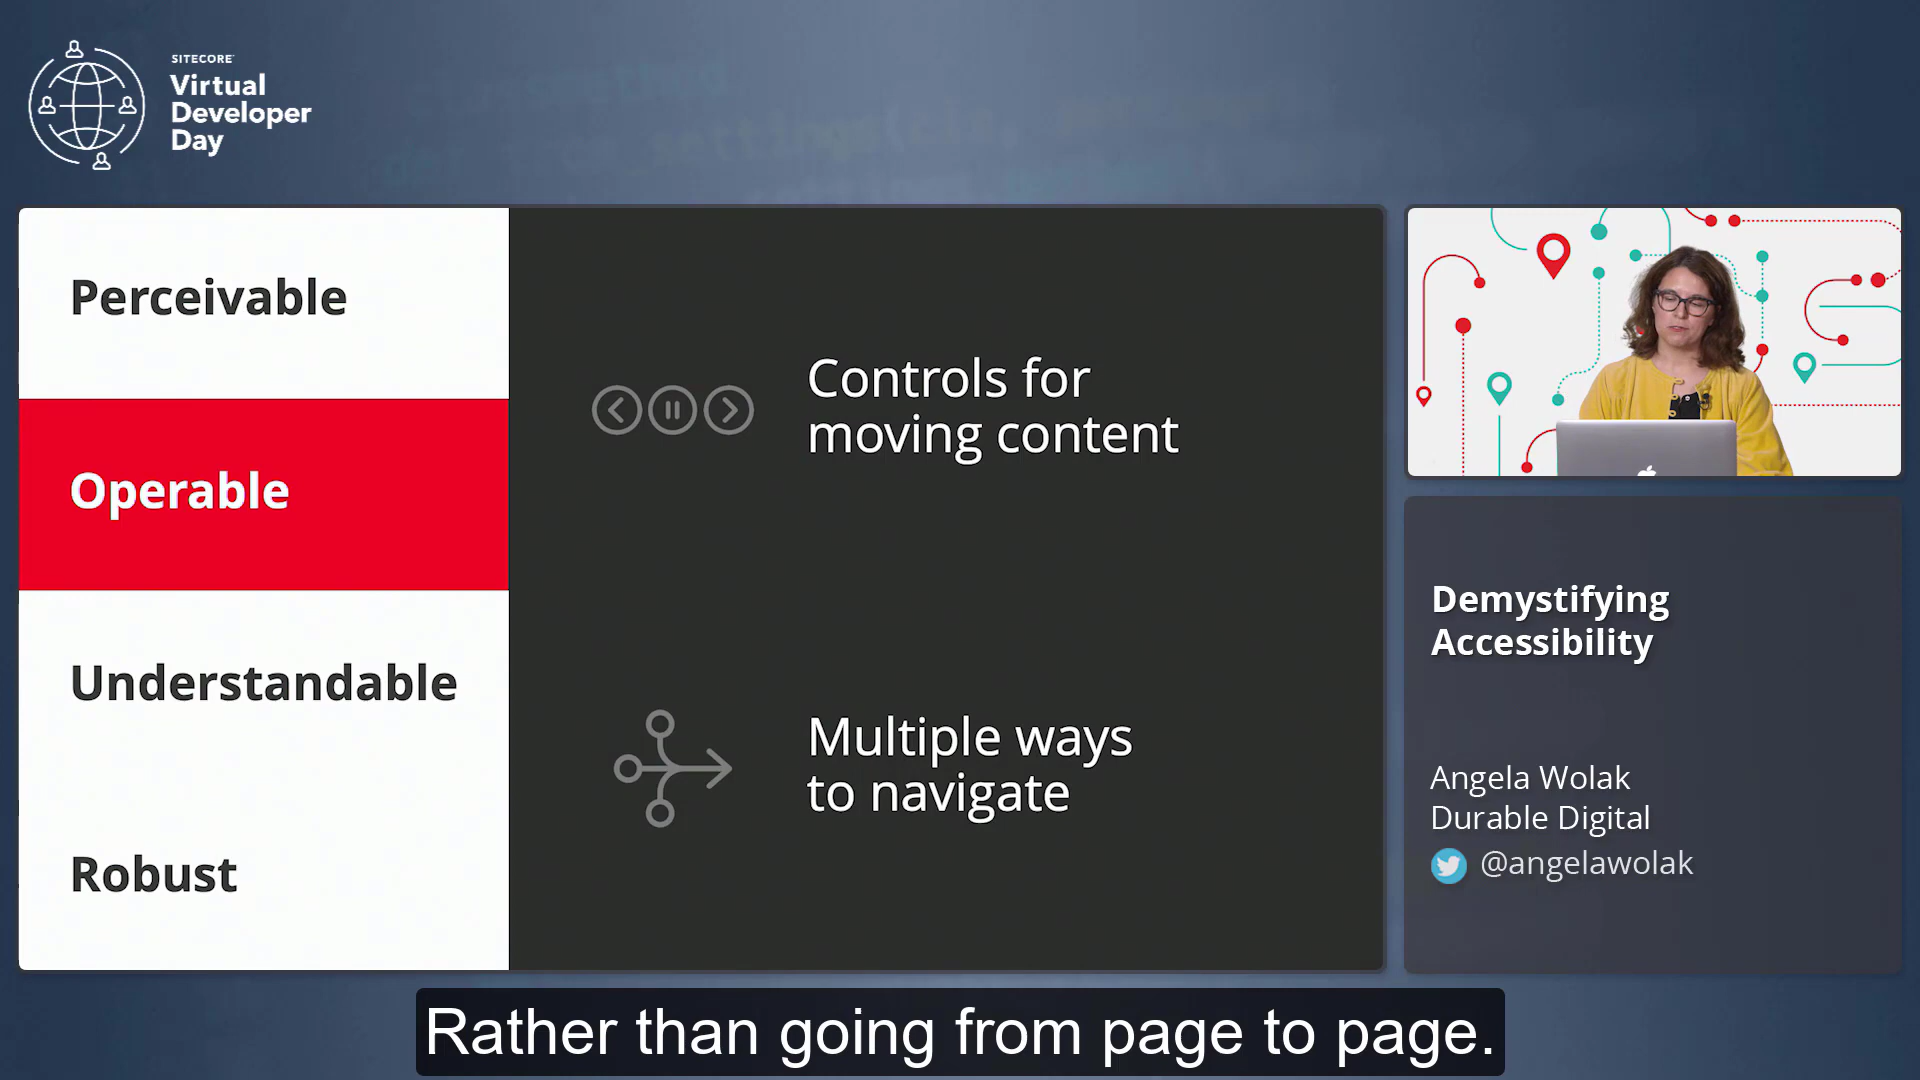 SITECORE
Virtual
Developer
Day
Perceivable
Operable
Understandable
Robust
Controls for
moving content
Multiple ways
to navigate
Demystifying
Accessibility
Angela Wolak
Durable Digital
@angelawolak
Rather than going from page to page.